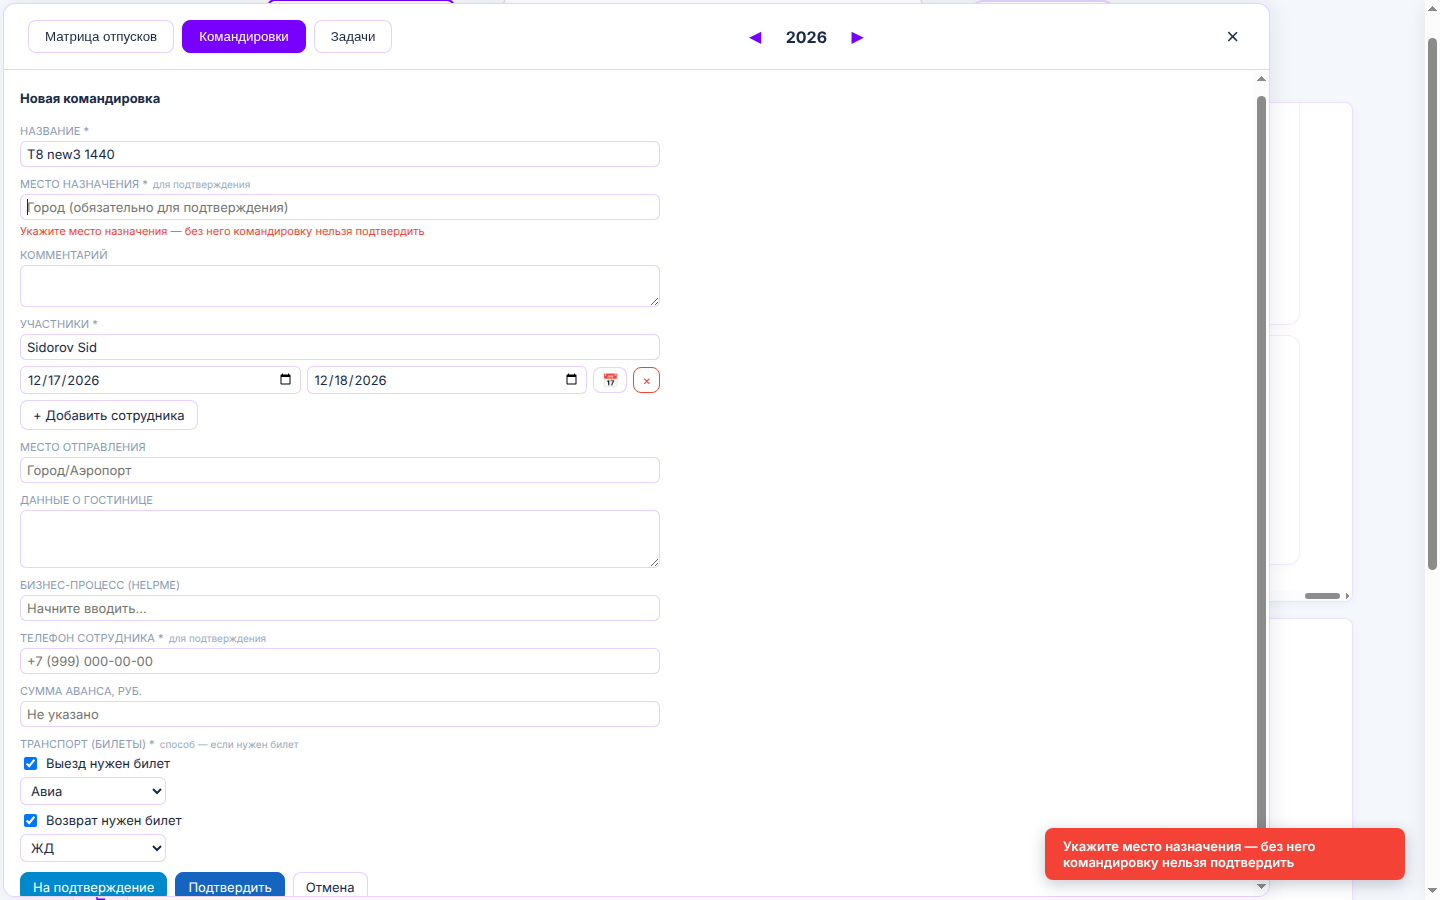 Матрица отпусков
Командировки
Задачи
◀ 2026 ▶
×
Новая командировка
НАЗВАНИЕ *
T8 new3 1440
МЕСТО НАЗНАЧЕНИЯ * для подтверждения
Город (обязательно для подтверждения)
Укажите место назначения — без него командировку нельзя подтвердить
КОММЕНТАРИЙ
УЧАСТНИКИ *
Sidorov Sid
12/17/2026
12/18/2026
×
+ Добавить сотрудника
МЕСТО ОТПРАВЛЕНИЯ
Город/Аэропорт
ДАННЫЕ О ГОСТИНИЦЕ
БИЗНЕС-ПРОЦЕСС (HELPME)
Начните вводить...
ТЕЛЕФОН СОТРУДНИКА * для подтверждения
+7 (999) 000-00-00
СУММА АВАНСА, РУБ.
Не указано
ТРАНСПОРТ (БИЛЕТЫ) * способ — если нужен билет
Выезд нужен билет
Авиа
Возврат нужен билет
ЖД
На подтверждение
Подтвердить
Отмена
Укажите место назначения — без него
командировку нельзя подтвердить